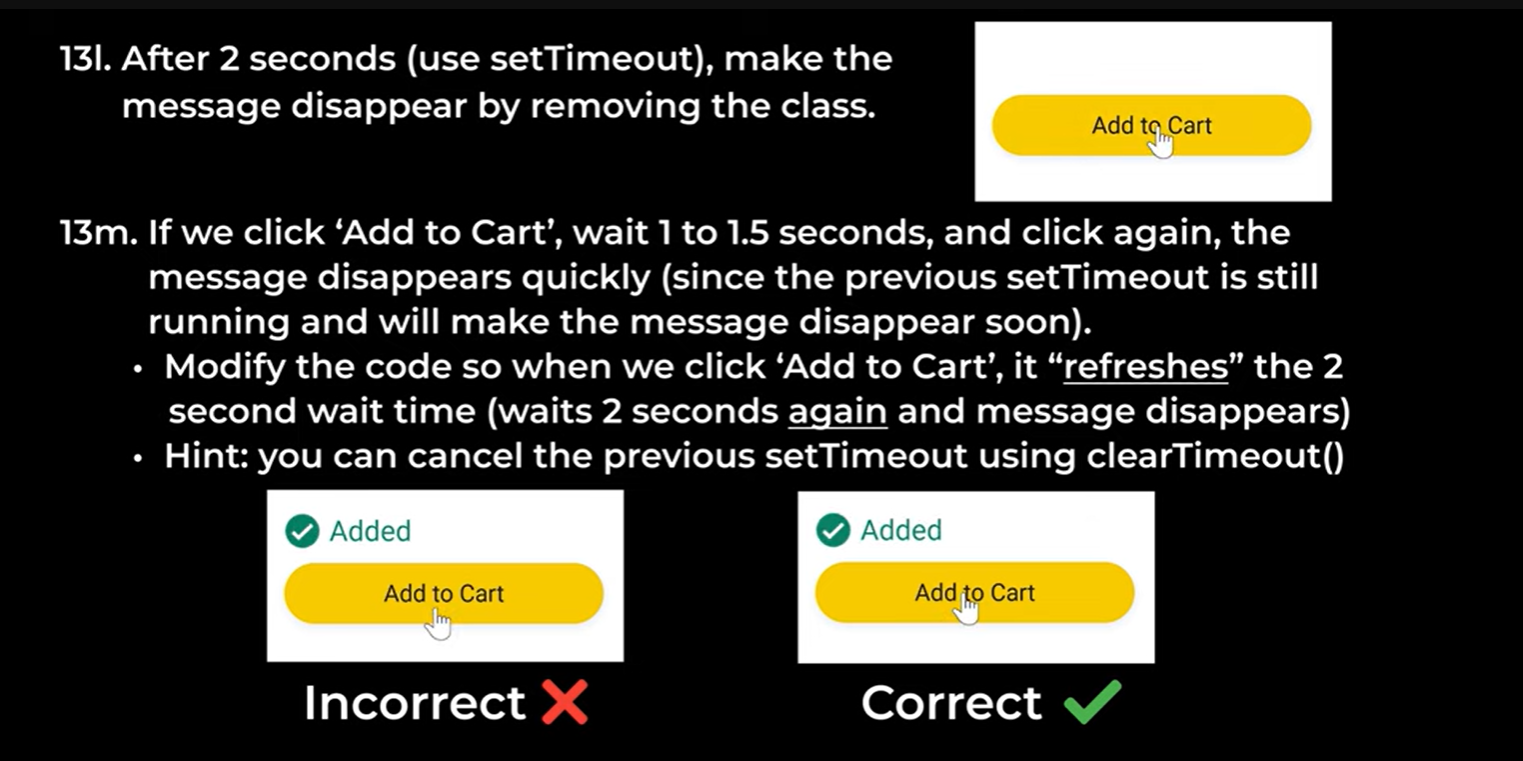 13l. After 2 seconds (use setTimeout), make the
message disappear by removing the class.
Add to Cart
13m. If we click ‘Add to Cart’, wait 1 to 1.5 seconds, and click again, the
message disappears quickly (since the previous setTimeout is still
running and will make the message disappear soon).
• Modify the code so when we click ‘Add to Cart’, it “refreshes” the 2
second wait time (waits 2 seconds again and message disappears)
• Hint: you can cancel the previous setTimeout using clearTimeout()
Added
Add to Cart
Incorrect ❌
Added
Add to Cart
Correct ✔